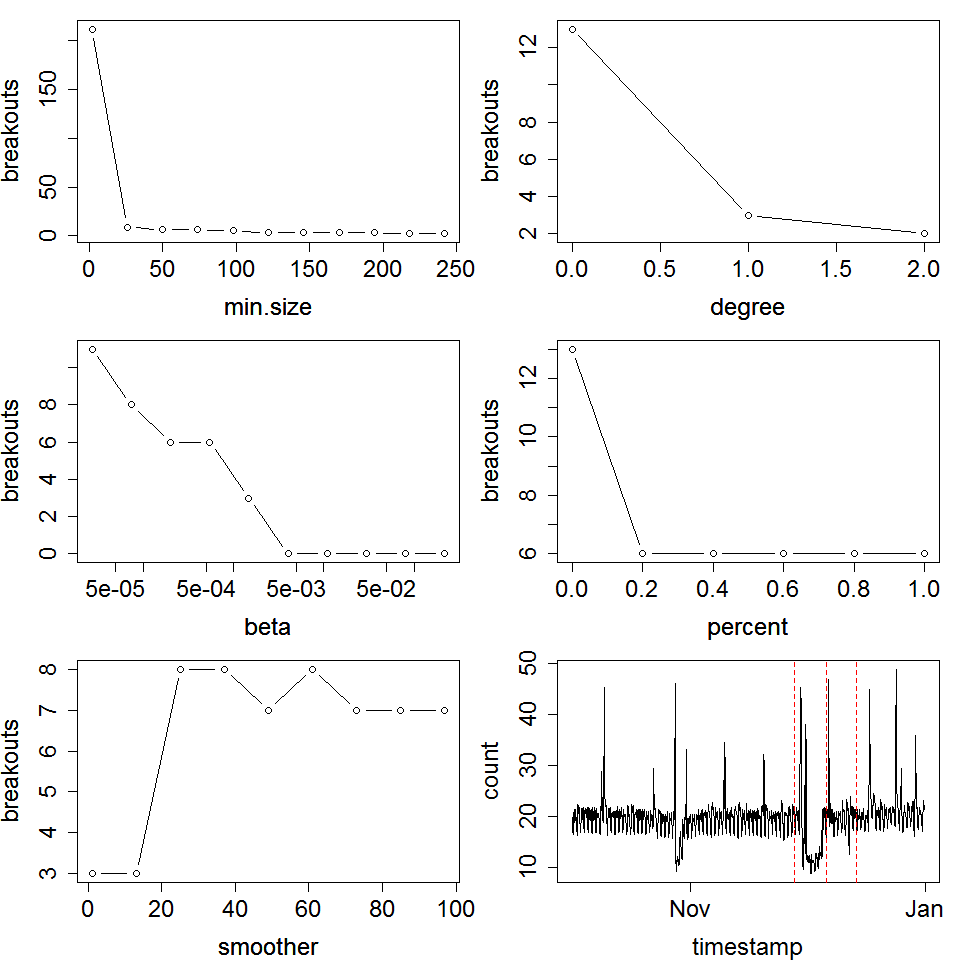 breakouts
150
50
0
0 50 100 150 200 250
min.size
breakouts
12
8
6
4
2
0.0 0.5 1.0 1.5 2.0
degree
breakouts
8
6
4
2
0
5e-05 5e-04 5e-03 5e-02
beta
breakouts
12
10
8
6
0.0 0.2 0.4 0.6 0.8 1.0
percent
breakouts
8
7
6
5
4
3
0 20 40 60 80 100
smoother
count
50
40
30
20
10
Nov Jan
timestamp